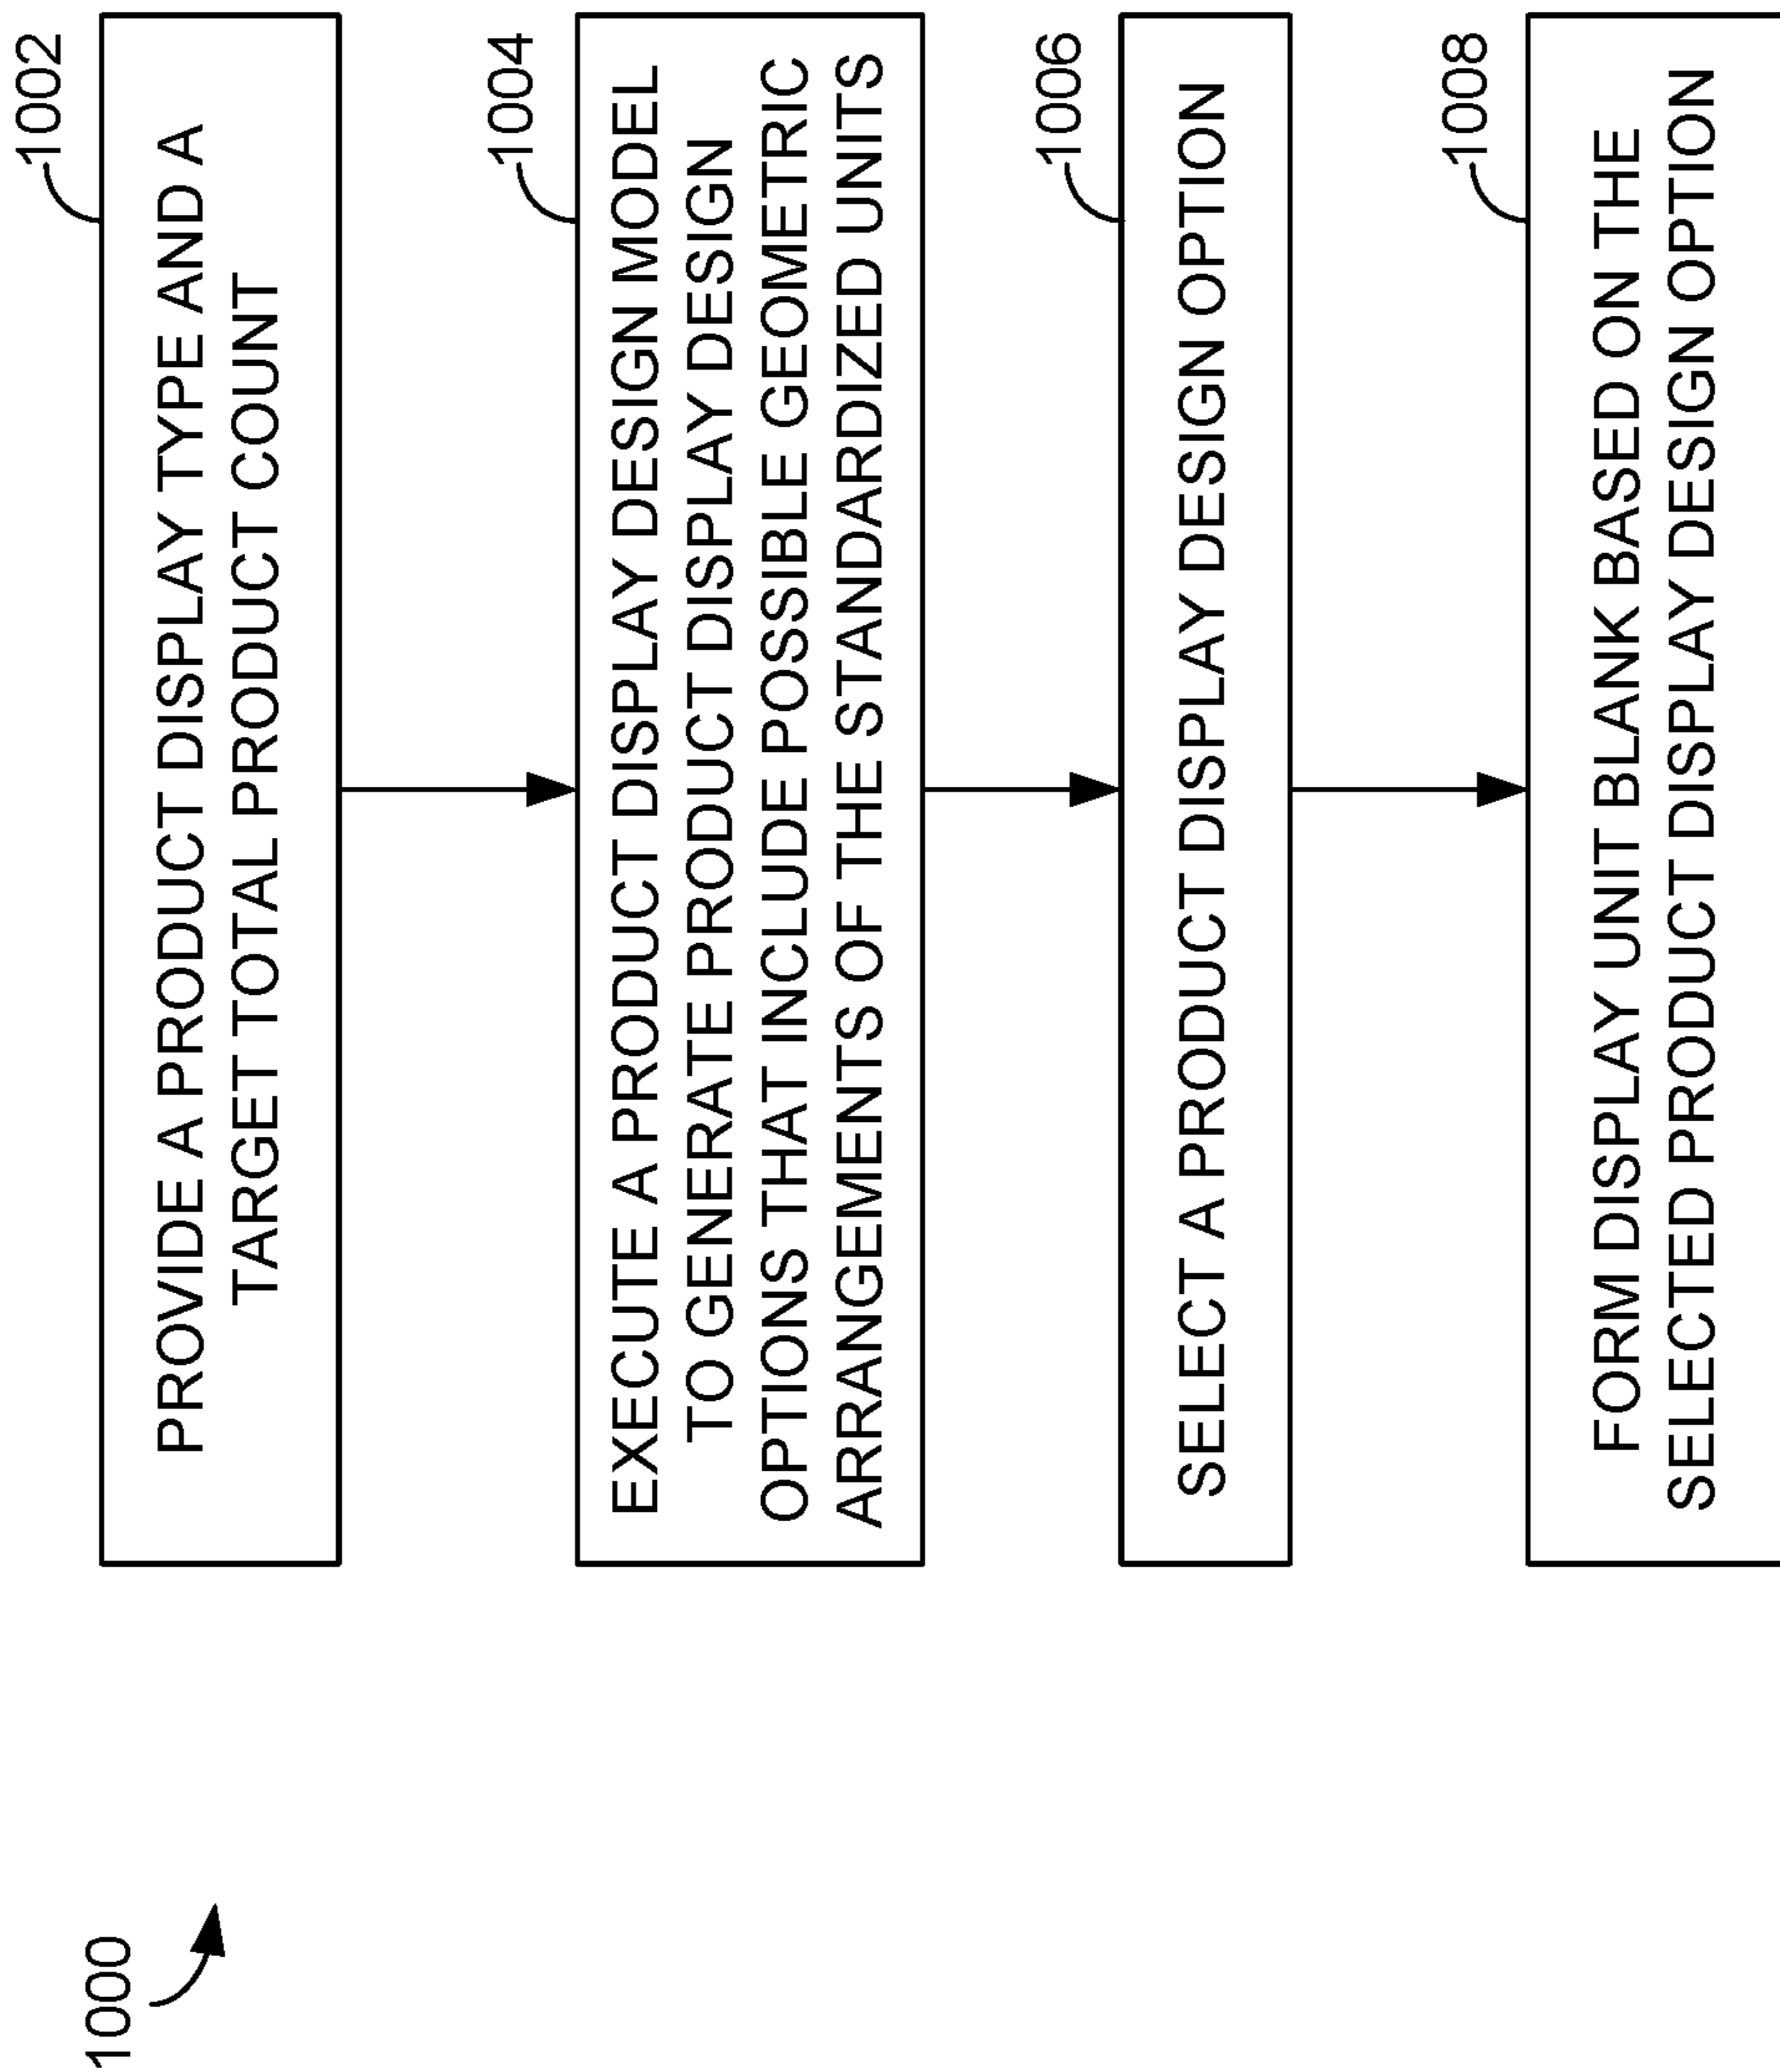 1000
1002
PROVIDE A PRODUCT DISPLAY TYPE AND A
TARGET TOTAL PRODUCT COUNT
1004
EXECUTE A PRODUCT DISPLAY DESIGN MODEL
TO GENERATE PRODUCT DISPLAY DESIGN
OPTIONS THAT INCLUDE POSSIBLE GEOMETRIC
ARRANGEMENTS OF THE STANDARDIZED UNITS
1006
SELECT A PRODUCT DISPLAY DESIGN OPTION
1008
FORM DISPLAY UNIT BLANK BASED ON THE
SELECTED PRODUCT DISPLAY DESIGN OPTION